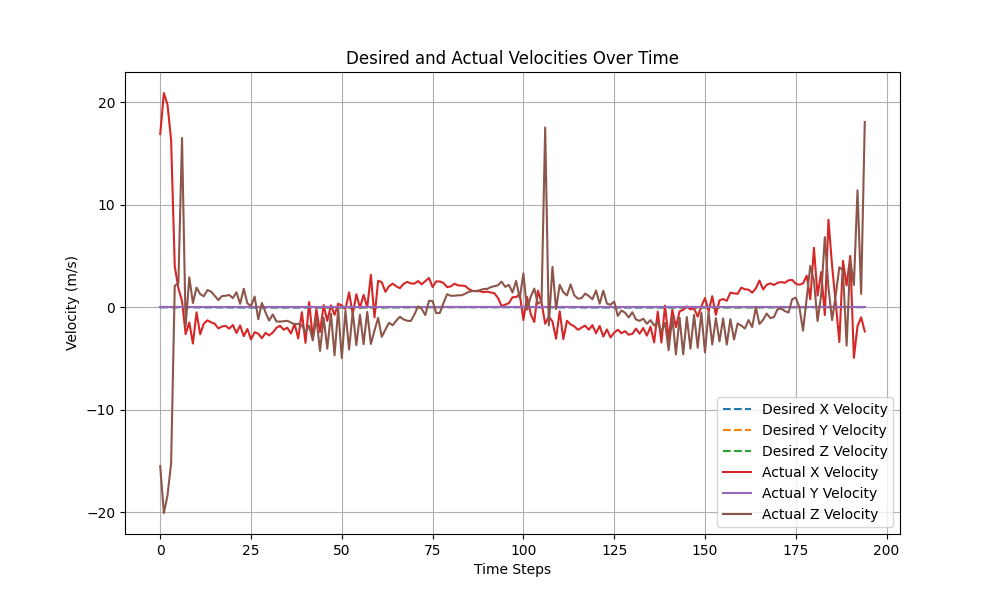 Desired and Actual Velocities Over Time
Velocity (m/s)
20
10
0
−10
−20
0 25 50 75 100 125 150 175 200
Time Steps
Desired X Velocity
Desired Y Velocity
Desired Z Velocity
Actual X Velocity
Actual Y Velocity
Actual Z Velocity